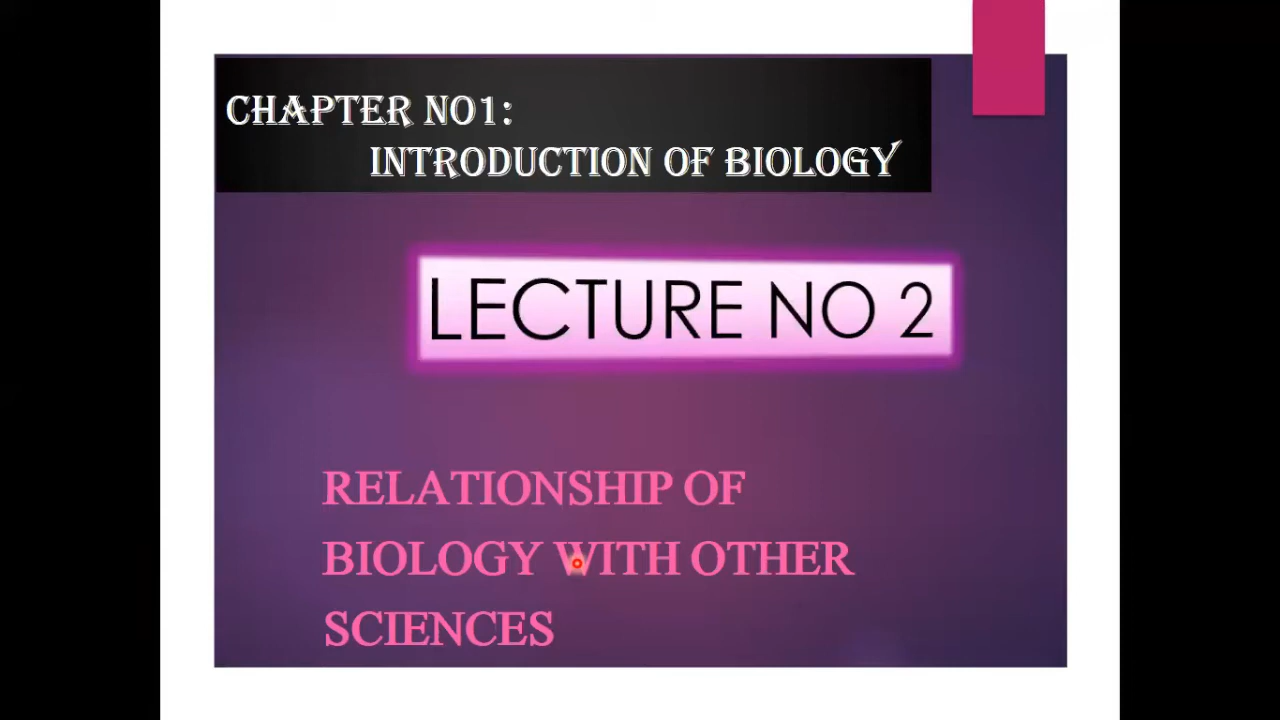 CHAPTER NO1:
INTRODUCTION OF BIOLOGY
LECTURE NO 2
RELATIONSHIP OF
BIOLOGY WITH OTHER
SCIENCES